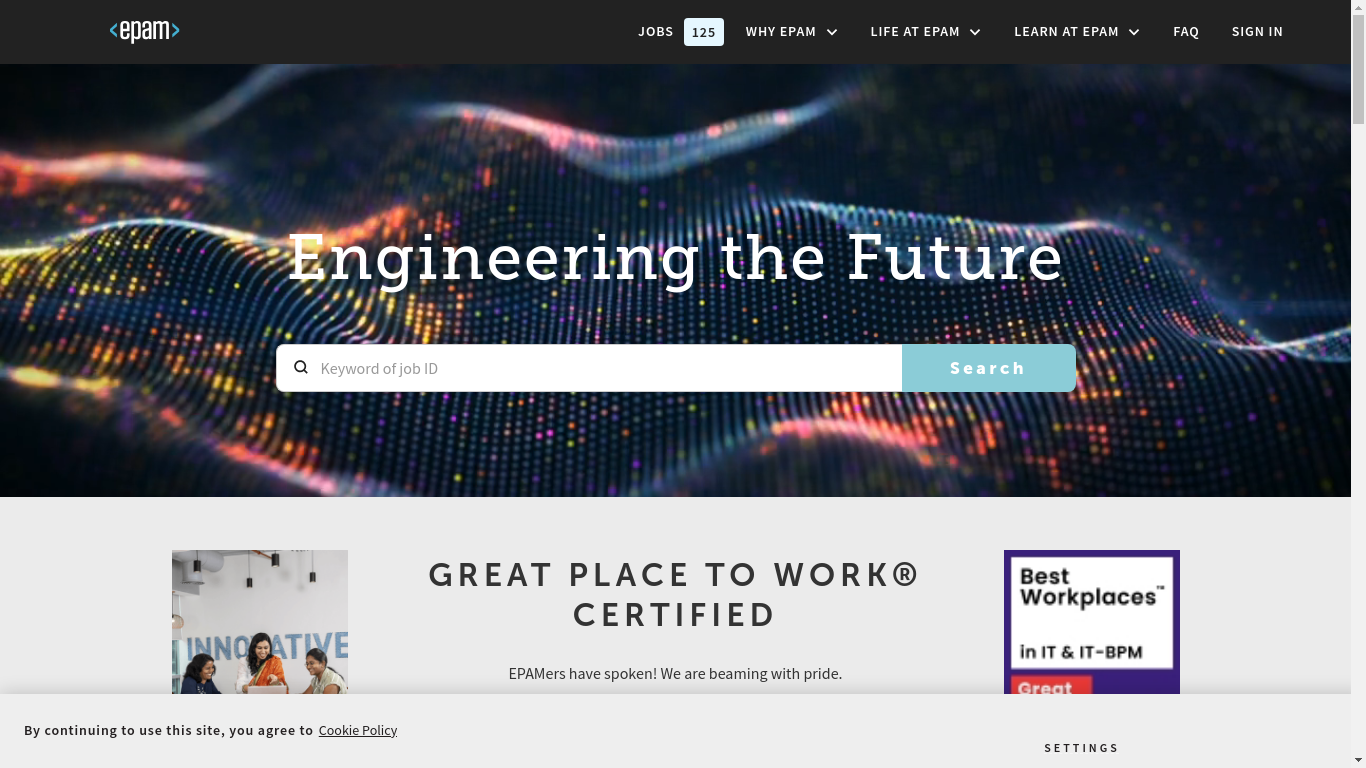 <epam>
JOBS 125 WHY EPAM LIFE AT EPAM LEARN AT EPAM FAQ SIGN IN
Engineering the Future
Keyword of job ID
Search
INNOVATIVE
GREAT PLACE TO WORK®
CERTIFIED
EPAMers have spoken! We are beaming with pride.
Best
Workplaces™
in IT & IT-BPM
Great
By continuing to use this site, you agree to Cookie Policy
SETTINGS